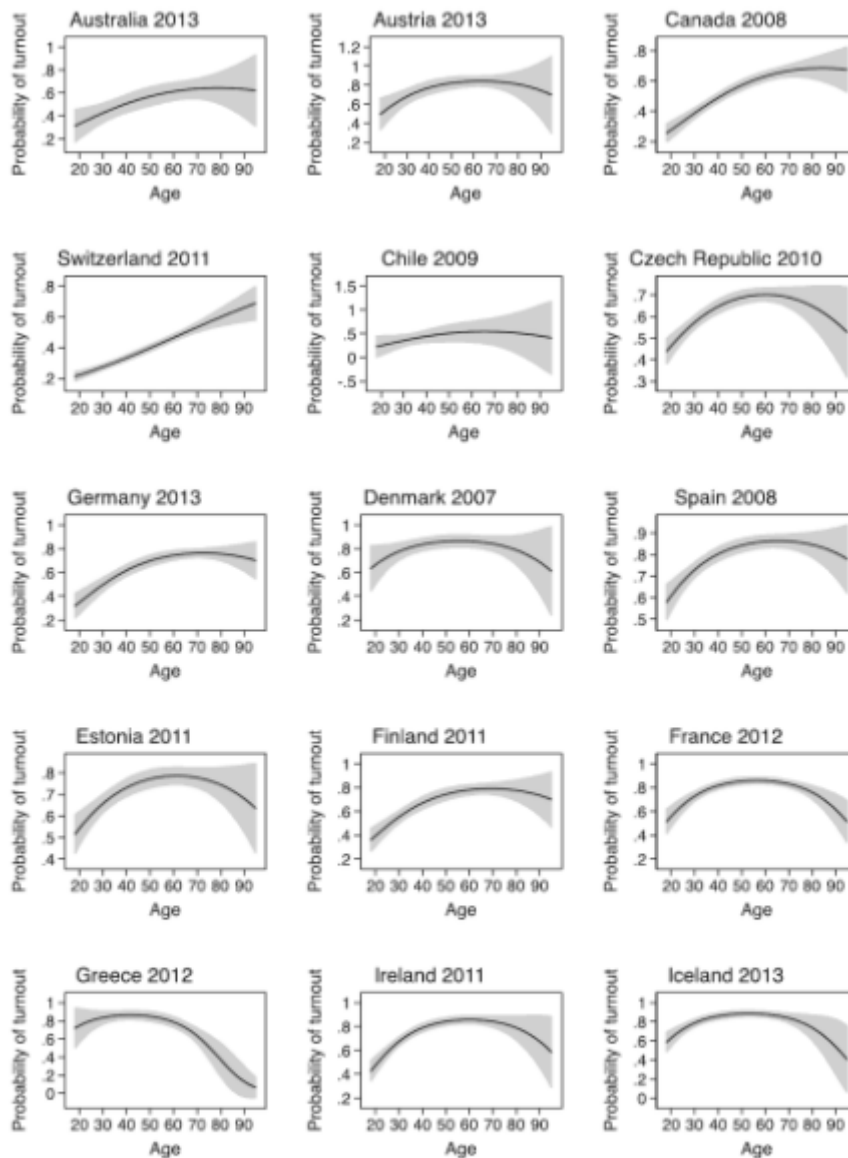 Australia 2013 Austria 2013 Canada 2008
Probability of turnout 1 .8 .6 .4 .2 Probability of turnout 1.2 1 .8 .6 .4 .2 Probability of turnout .8 .6 .4 .2
20 30 40 50 60 70 80 90 20 30 40 50 60 70 80 90 20 30 40 50 60 70 80 90
Age Age Age
Switzerland 2011 Chile 2009 Czech Republic 2010
Probability of turnout .8 .6 .4 .2 Probability of turnout 1.5 1 .5 0 -.5 Probability of turnout .7 .6 .5 .4 .3
20 30 40 50 60 70 80 90 20 30 40 50 60 70 80 90 20 30 40 50 60 70 80 90
Age Age Age
Germany 2013 Denmark 2007 Spain 2008
Probability of turnout 1 .8 .6 .4 .2 Probability of turnout 1 .8 .6 .4 .2 Probability of turnout .9 .8 .7 .6 .5
20 30 40 50 60 70 80 90 20 30 40 50 60 70 80 90 20 30 40 50 60 70 80 90
Age Age Age
Estonia 2011 Finland 2011 France 2012
Probability of turnout .8 .7 .6 .5 .4 Probability of turnout 1 .8 .6 .4 .2 Probability of turnout 1 .8 .6 .4 .2
20 30 40 50 60 70 80 90 20 30 40 50 60 70 80 90 20 30 40 50 60 70 80 90
Age Age Age
Greece 2012 Ireland 2011 Iceland 2013
Probability of turnout 1 .8 .6 .4 .2 0 Probability of turnout 1 .8 .6 .4 .2 Probability of turnout 1 .8 .6 .4 .2 0
20 30 40 50 60 70 80 90 20 30 40 50 60 70 80 90 20 30 40 50 60 70 80 90
Age Age Age